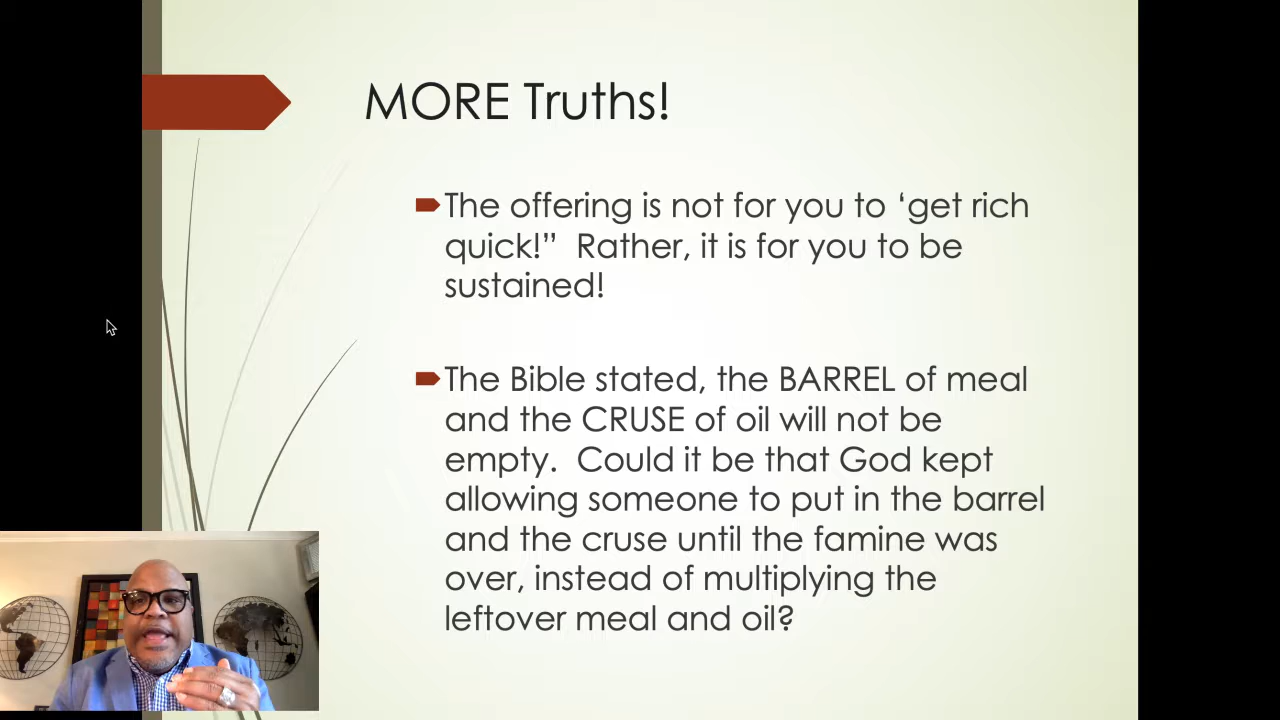 MORE Truths!
The offering is not for you to ‘get rich
quick!” Rather, it is for you to be
sustained!
The Bible stated, the BARREL of meal
and the CRUSE of oil will not be
empty. Could it be that God kept
allowing someone to put in the barrel
and the cruse until the famine was
over, instead of multiplying the
leftover meal and oil?